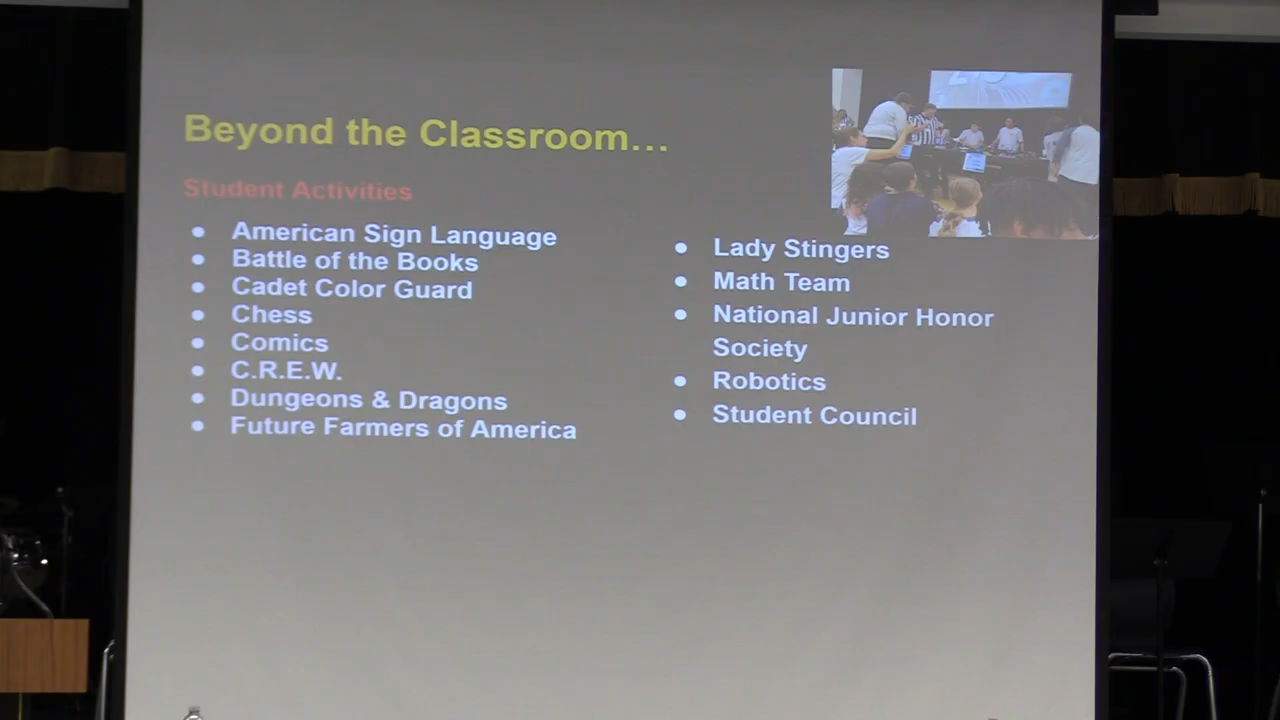 Beyond the Classroom...
Student Activities
● American Sign Language
● Battle of the Books
● Cadet Color Guard
● Chess
● Comics
● C.R.E.W.
● Dungeons & Dragons
● Future Farmers of America
● Lady Stingers
● Math Team
● National Junior Honor
Society
● Robotics
● Student Council